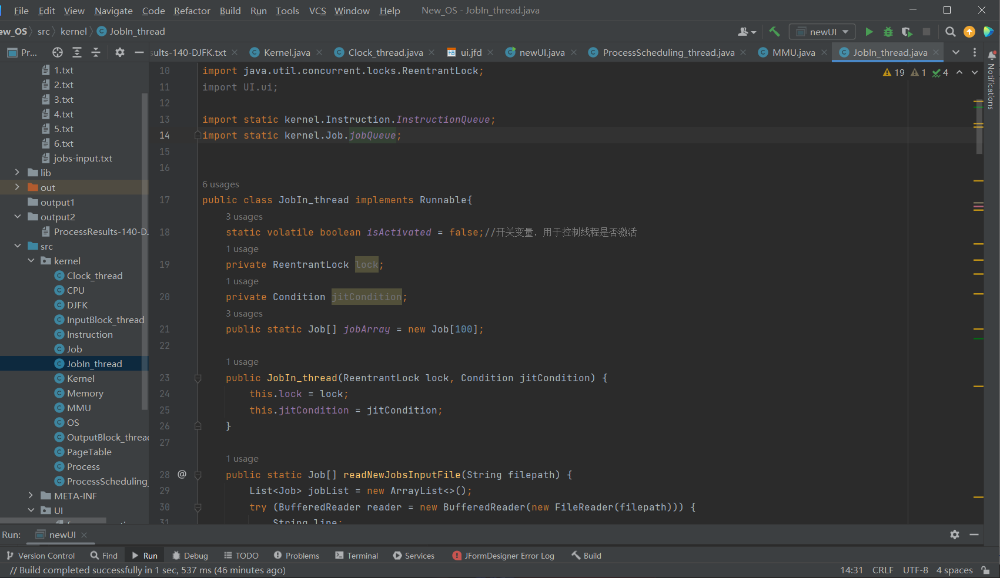 File Edit View Navigate Code Refactor Build Run Tools VCS Window Help New_OS - JobIn_thread.java
ew_OS src kernel JobIn_thread newUI
Pr... sults-140-DJFK.txt Kernel.java Clock_thread.java ui.jfd newUI.java ProcessScheduling_thread.java MMU.java JobIn_thread.java
1.txt
2.txt
3.txt
4.txt
5.txt
6.txt
jobs-input.txt
lib
out
output1
output2
ProcessResults-140-D
src
kernel
Clock_thread
CPU
DJFK
InputBlock_thread
Instruction
Job
JobIn_thread
Kernel
Memory
MMU
OS
OutputBlock_threa
PageTable
Process
ProcessScheduling_
META-INF
UI
19 1 4
Notifications
10 import java.util.concurrent.locks.ReentrantLock;
11 import UI.ui;
12
13 import static kernel.Instruction.InstructionQueue;
14 import static kernel.Job.jobQueue;
15
16
6 usages
17 public class JobIn_thread implements Runnable{
3 usages
18 static volatile boolean isActivated = false;//开关变量，用于控制线程是否激活
1 usage
19 private ReentrantLock lock;
1 usage
20 private Condition jitCondition;
3 usages
21 public static Job[] jobArray = new Job[100];
22
1 usage
23 public JobIn_thread(ReentrantLock lock, Condition jitCondition) {
24 this.lock = lock;
25 this.jitCondition = jitCondition;
26 }
27
1 usage
28 @ public static Job[] readNewJobsInputFile(String filepath) {
29 List<Job> jobList = new ArrayList<>();
30 try (BufferedReader reader = new BufferedReader(new FileReader(filepath))) {
31 String line;
Run: newUI
Version Control Find Run Debug TODO Problems Terminal Services JFormDesigner Error Log Build
// Build completed successfully in 1 sec, 537 ms (46 minutes ago) 14:31 CRLF UTF-8 4 spaces